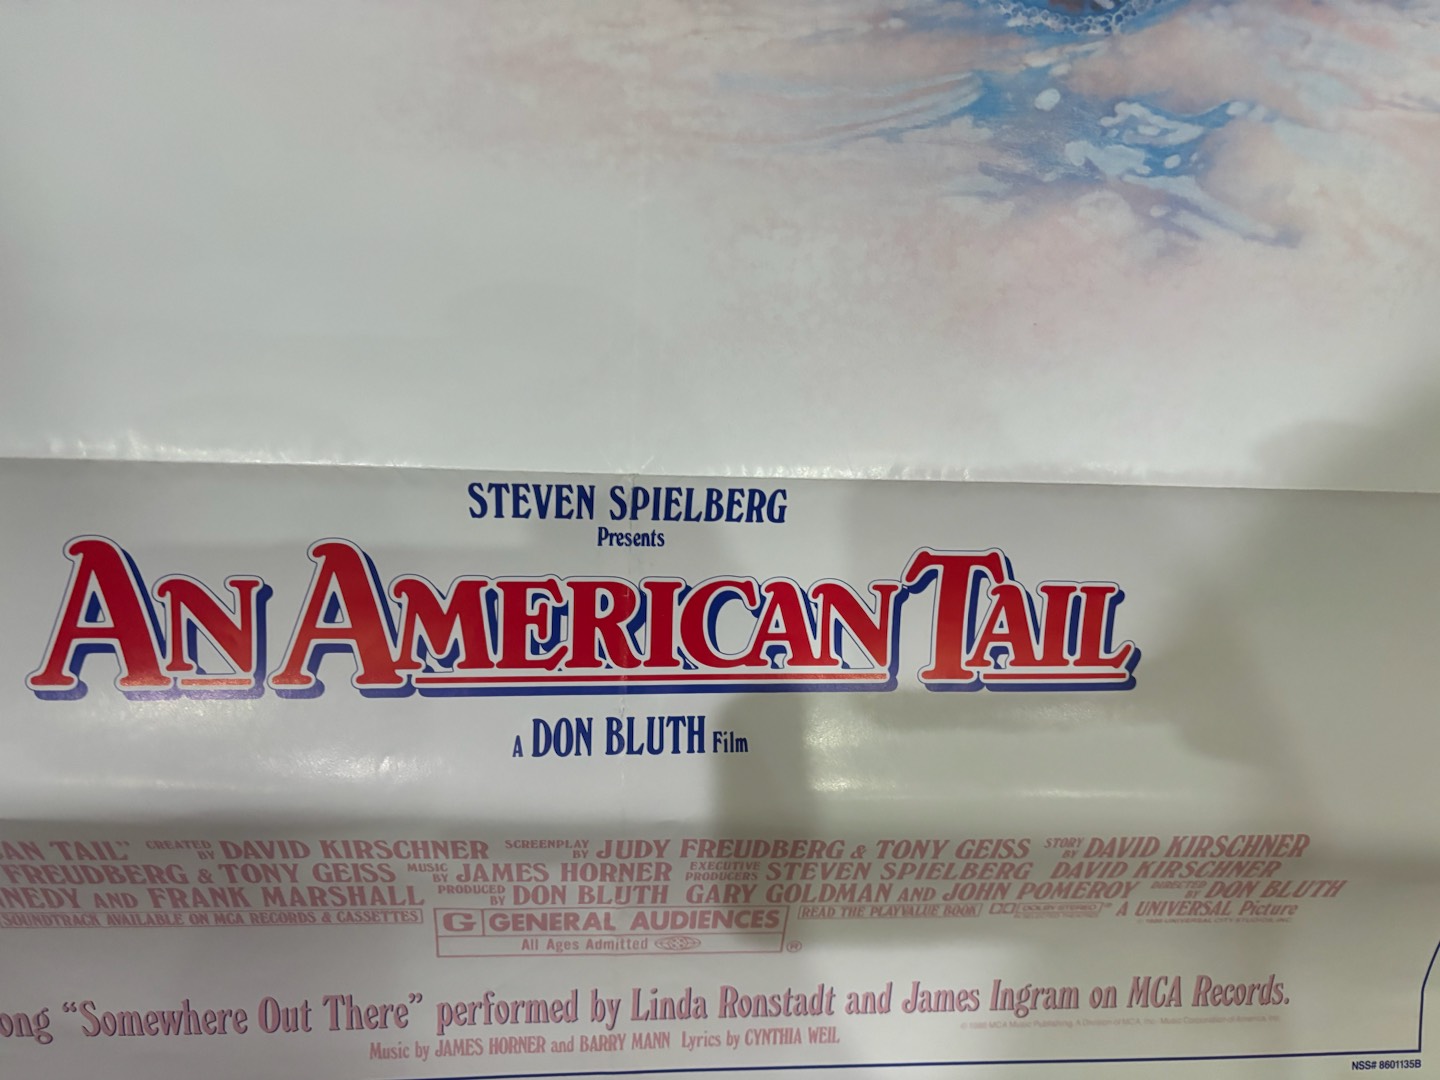 STEVEN SPIELBERG
Presents
AN AMERICAN TAIL
A DON BLUTH Film
AN TAIL" CREATED BY DAVID KIRSCHNER SCREENPLAY BY JUDY FREUDBERG & TONY GEISS STORY BY DAVID KIRSCHNER
FREUDBERG & TONY GEISS MUSIC BY JAMES HORNER EXECUTIVE PRODUCERS STEVEN SPIELBERG DAVID KIRSCHNER
NEDY AND FRANK MARSHALL PRODUCED BY DON BLUTH GARY GOLDMAN AND JOHN POMEROY DIRECTED BY DON BLUTH
SOUNDTRACK AVAILABLE ON MCA RECORDS & CASSETTES G GENERAL AUDIENCES READ THE PLAYVALUE BOOK A UNIVERSAL Picture
All Ages Admitted ®
ong "Somewhere Out There" performed by Linda Ronstadt and James Ingram on MCA Records.
Music by JAMES HORNER and BARRY MANN Lyrics by CYNTHIA WEIL
NSS# 8601135B